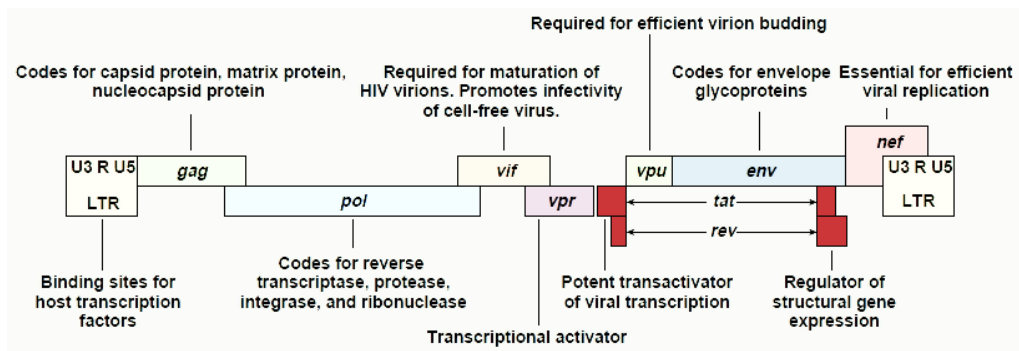 Required for efficient virion budding
Codes for capsid protein, matrix protein,
nucleocapsid protein
Required for maturation of
HIV virions. Promotes infectivity
of cell-free virus.
Codes for envelope
glycoproteins
Essential for efficient
viral replication
U3 R U5
LTR
gag
pol
vif
vpr
vpu
env
tat
rev
nef
U3 R U5
LTR
Binding sites for
host transcription
factors
Codes for reverse
transcriptase, protease,
integrase, and ribonuclease
Transcriptional activator
Potent transactivator
of viral transcription
Regulator of
structural gene
expression